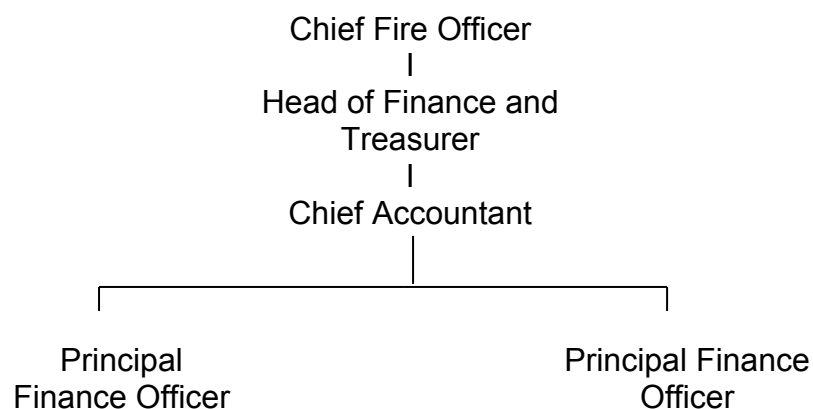 Chief Fire Officer
Head of Finance and
Treasurer
Chief Accountant
Principal
Finance Officer
Principal Finance
Officer